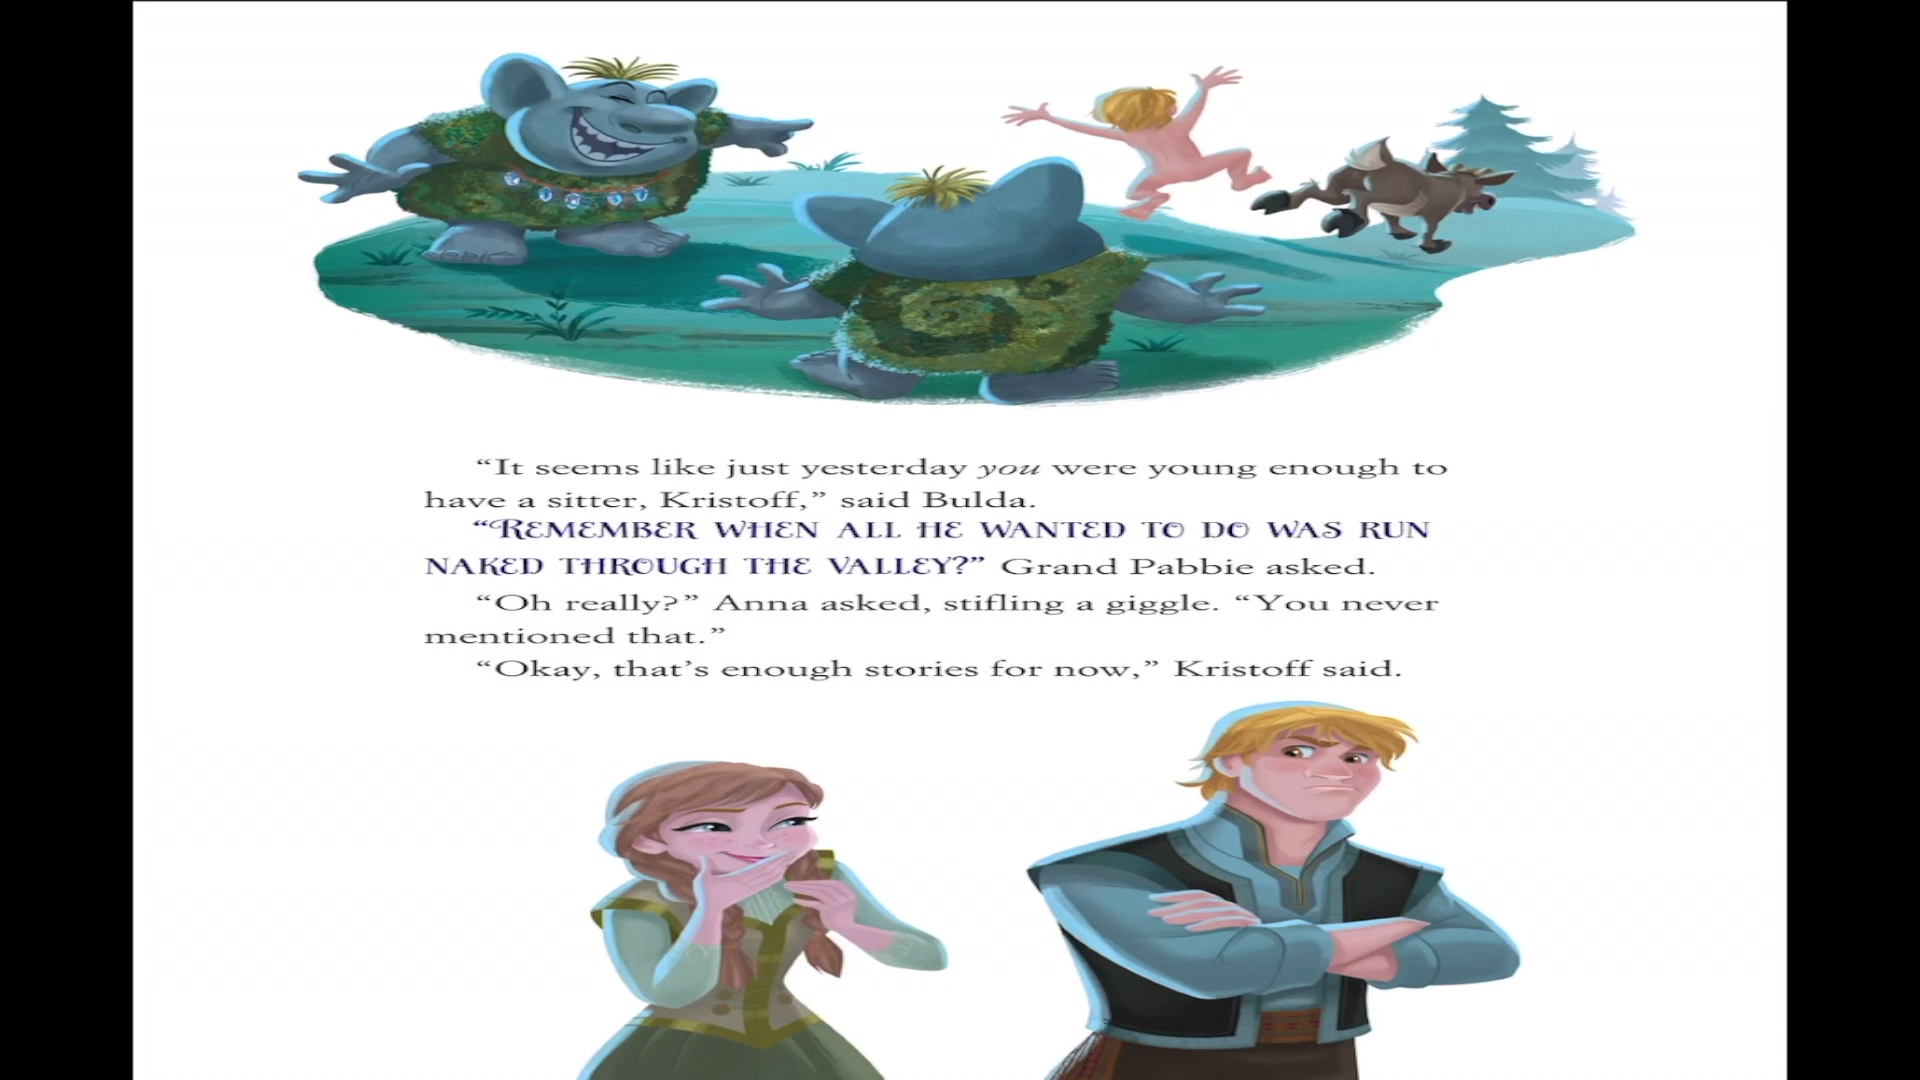 “It seems like just yesterday you were young enough to
have a sitter, Kristoff,” said Bulda.
“REMEMBER WHEN ALL HE WANTED TO DO WAS RUN
NAKED THROUGH THE VALLEY?” Grand Pabbie asked.
“Oh really?” Anna asked, stifling a giggle. “You never
mentioned that.”
“Okay, that’s enough stories for now,” Kristoff said.